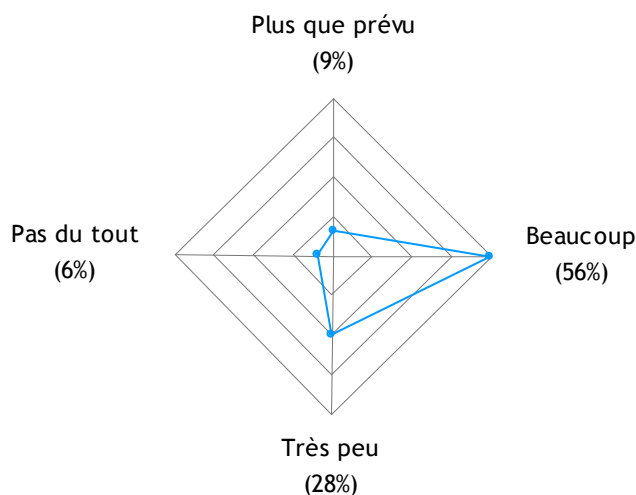 Plus que prévu
(9%)
Pas du tout
(6%)
Beaucoup
(56%)
Très peu
(28%)